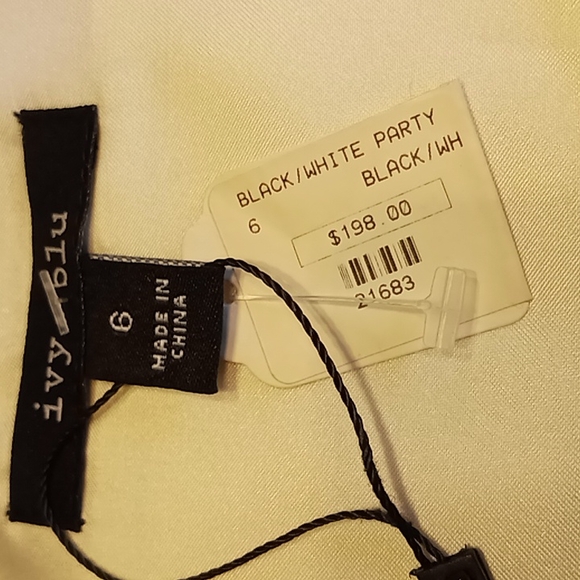 ivy/blu
6
MADE IN
CHINA
BLACK/WHITE PARTY
BLACK/WH
6
$198.00
21683